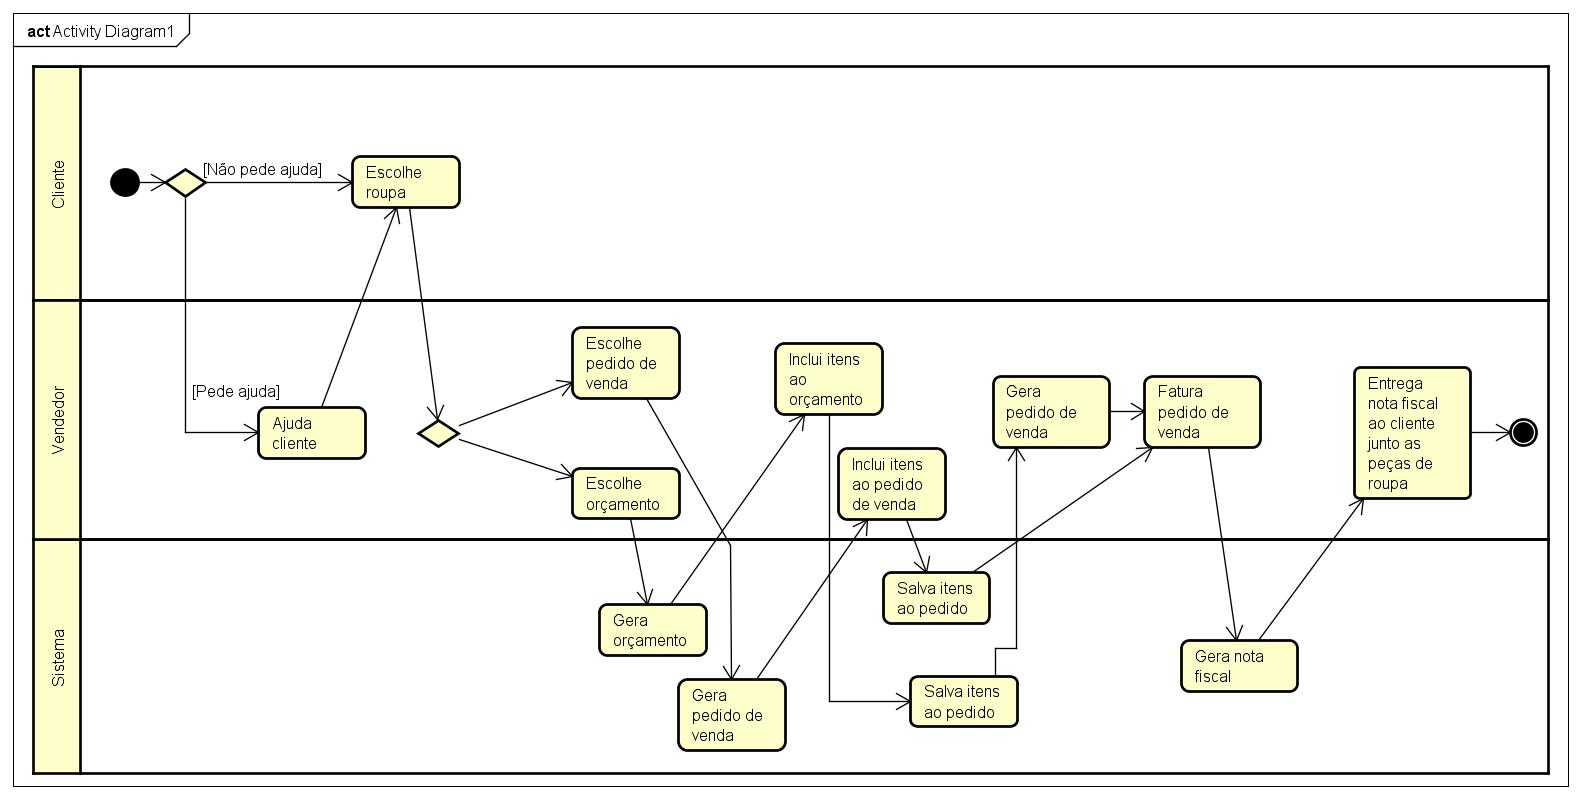 act Activity Diagram1
Cliente
[Não pede ajuda]
Escolhe
roupa
Vendedor
[Pede ajuda]
Ajuda
cliente
Escolhe
pedido de
venda
Escolhe
orçamento
Inclui itens
ao
orçamento
Inclui itens
ao pedido
de venda
Gera
pedido de
venda
Fatura
pedido de
venda
Entrega
nota fiscal
ao cliente
junto as
peças de
roupa
Sistema
Gera
orçamento
Gera
pedido de
venda
Salva itens
ao pedido
Salva itens
ao pedido
Gera nota
fiscal